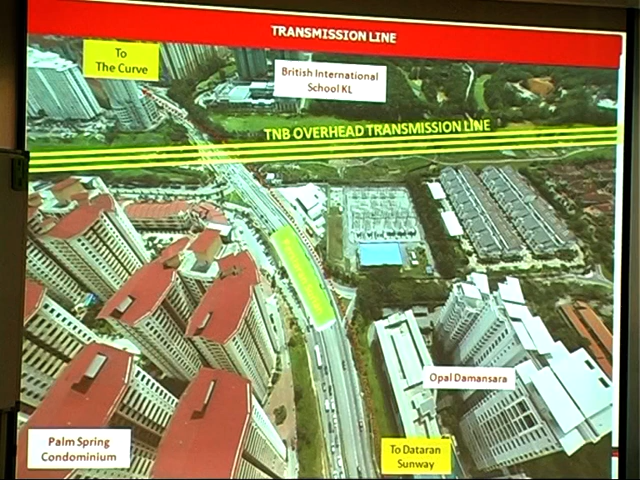 TRANSMISSION LINE
To
The Curve
British International
School KL
TNB OVERHEAD TRANSMISSION LINE
Opal Damansara
Palm Spring
Condominium
To Dataran
Sunway